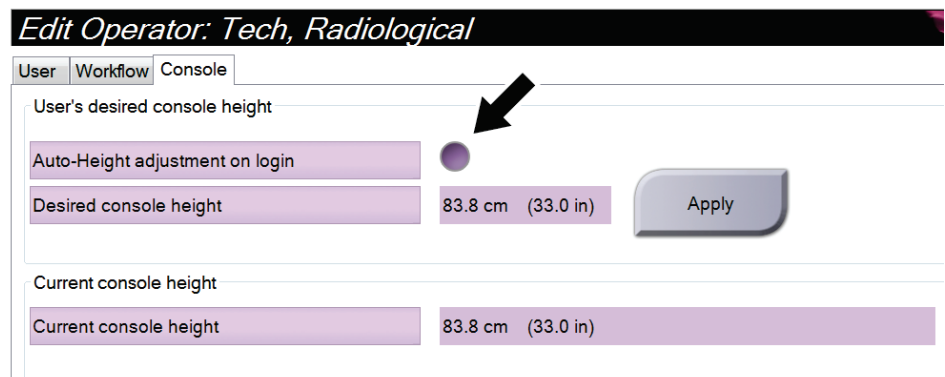 Edit Operator: Tech, Radiological
User Workflow Console
User's desired console height
Auto-Height adjustment on login
Desired console height 83.8 cm (33.0 in) Apply
Current console height
Current console height 83.8 cm (33.0 in)